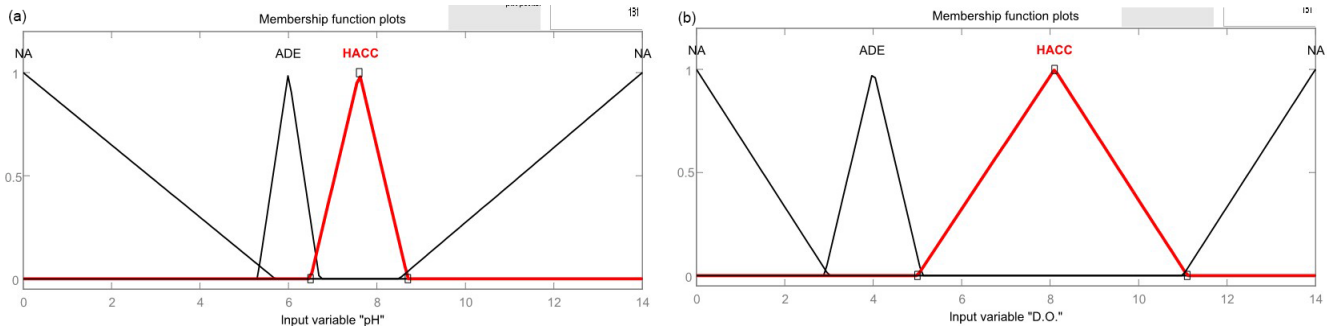 (a)
Membership function plots
131
NA
ADE
HACC
NA
1
0.5
0
0 2 4 6 8 10 12 14
Input variable "pH"
(b)
Membership function plots
NA
ADE
HACC
NA
1
0.5
0
0 2 4 6 8 10 12 14
Input variable "D.O."